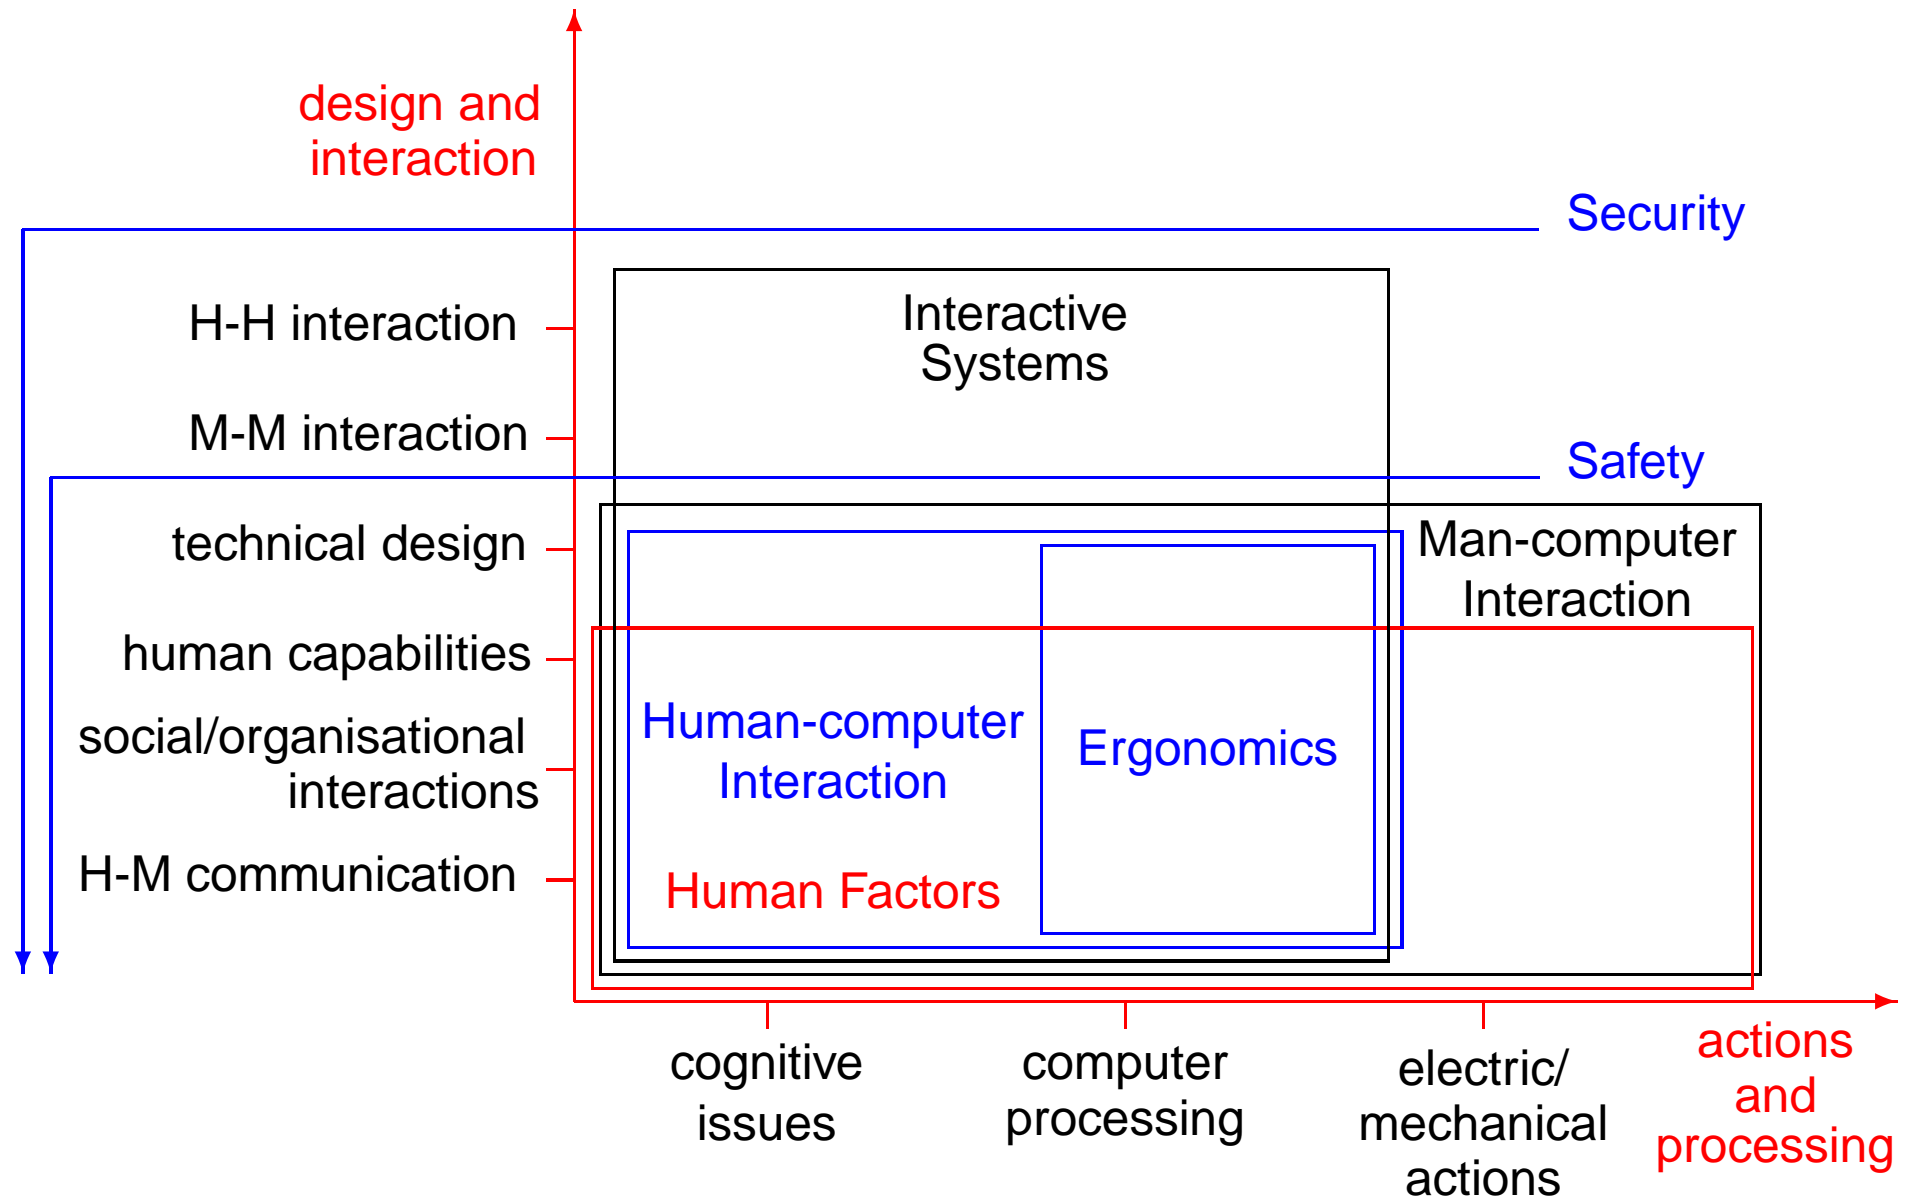 design and
interaction
Security
H-H interaction
Interactive
Systems
M-M interaction
Safety
technical design
Man-computer
Interaction
human capabilities
social/organisational
interactions
Human-computer
Interaction
Ergonomics
H-M communication
Human Factors
cognitive
issues
computer
processing
electric/
mechanical
actions
actions
and
processing